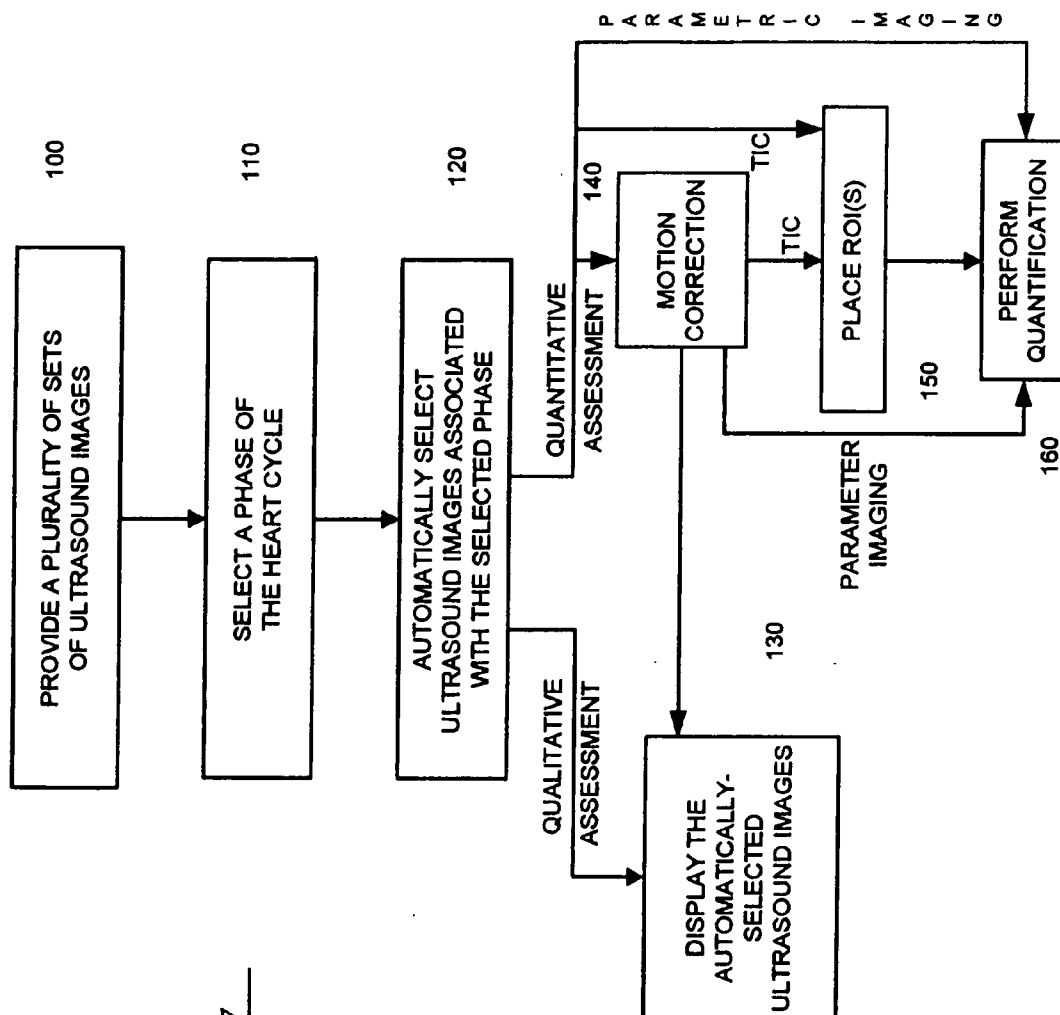 100
PROVIDE A PLURALITY OF SETS
OF ULTRASOUND IMAGES
110
SELECT A PHASE OF
THE HEART CYCLE
120
AUTOMATICALLY SELECT
ULTRASOUND IMAGES ASSOCIATED
WITH THE SELECTED PHASE
QUALITATIVE
ASSESSMENT
QUANTITATIVE
ASSESSMENT
140
MOTION
CORRECTION
TIC
TIC
PARAMETRIC IMAGING
130
DISPLAY THE
AUTOMATICALLY-
SELECTED
ULTRASOUND IMAGES
PLACE ROI(S)
150
PARAMETER
IMAGING
PERFORM
QUANTIFICATION
160